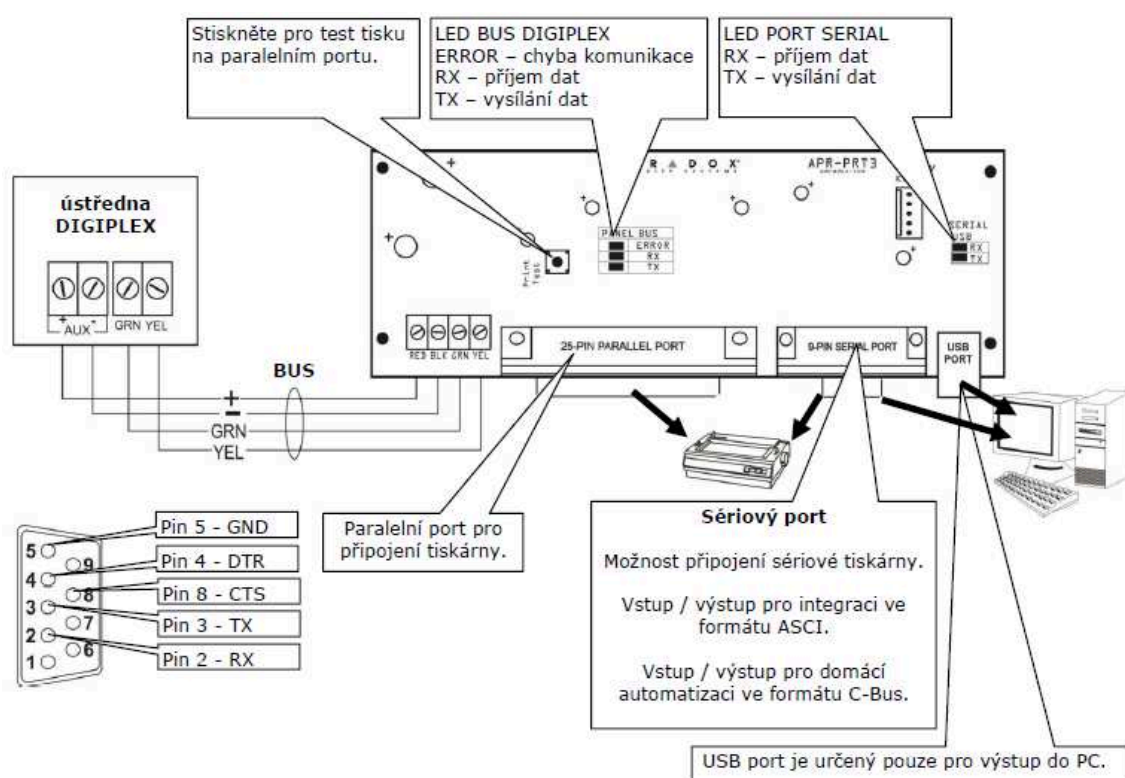 Stiskněte pro test tisku
na paralelním portu.
LED BUS DIGIPLEX
ERROR – chyba komunikace
RX – příjem dat
TX – vysílání dat
LED PORT SERIAL
RX – příjem dat
TX – vysílání dat
R A D O X
APR-PRT3
ústředna
DIGIPLEX
+ AUX -
GRN YEL
Print
Test
PANEL BUS
ERROR
RX
TX
SERIAL
USB
RX
TX
RED BLK GRN YEL
25-PIN PARALLEL PORT
9-PIN SERIAL PORT
USB
PORT
BUS
+
-
GRN
YEL
Paralelní port pro
připojení tiskárny.
Sériový port
Možnost připojení sériové tiskárny.
Vstup / výstup pro integraci ve
formátu ASCI.
Vstup / výstup pro domácí
automatizaci ve formátu C-Bus.
5
9
4
8
3
7
2
6
1
Pin 5 - GND
Pin 4 - DTR
Pin 8 - CTS
Pin 3 - TX
Pin 2 - RX
USB port je určený pouze pro výstup do PC.